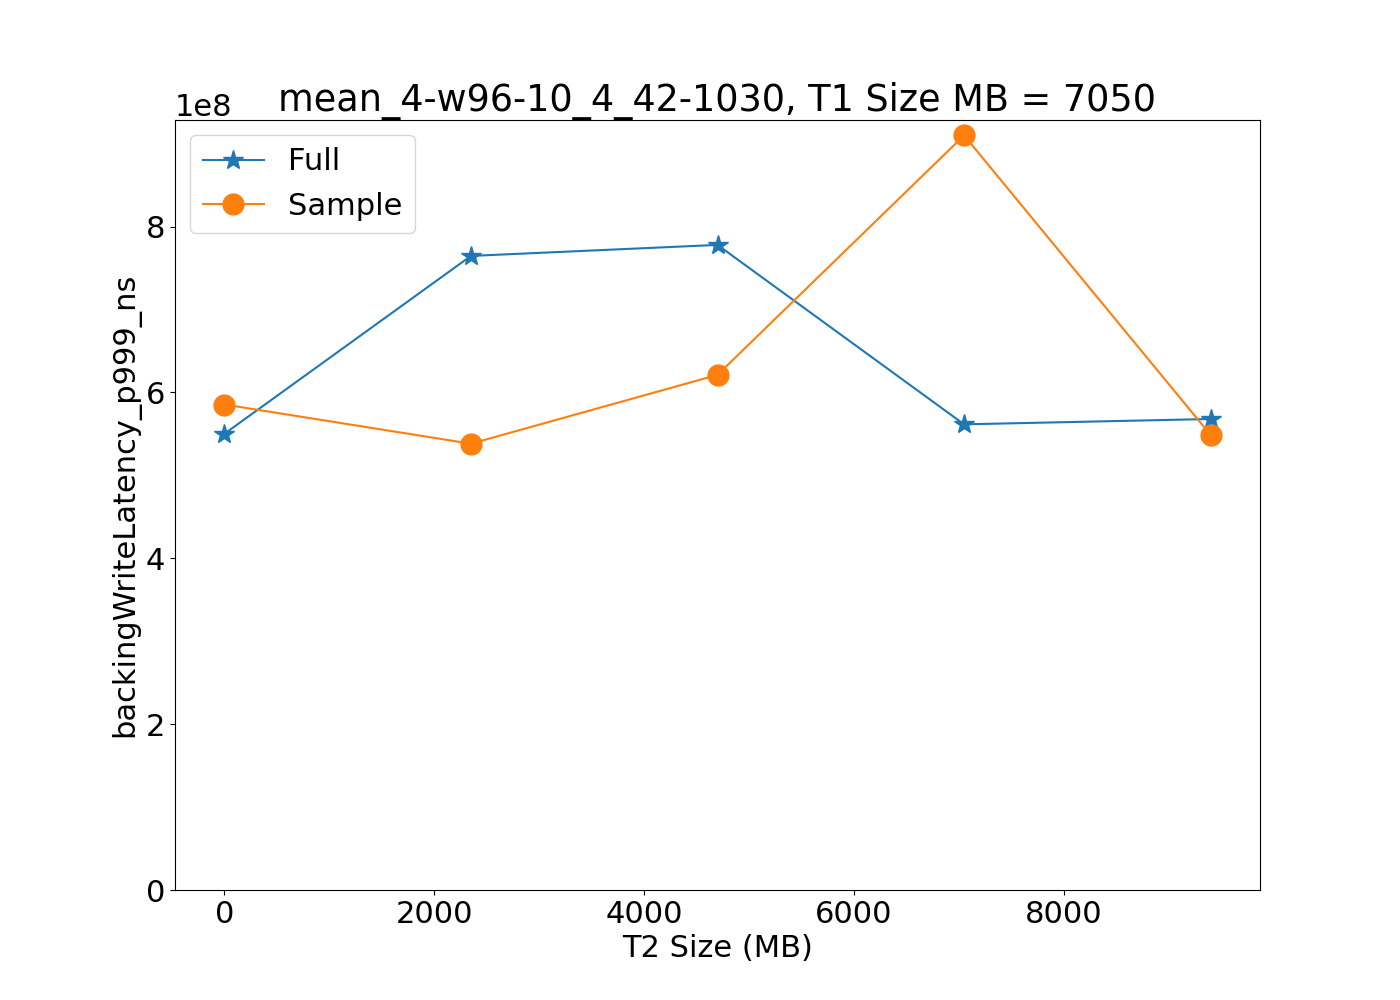 mean_4-w96-10_4_42-1030, T1 Size MB = 7050
1e8
Full
Sample
8
6
4
2
0
backingWriteLatency_p999_ns
0 2000 4000 6000 8000
T2 Size (MB)